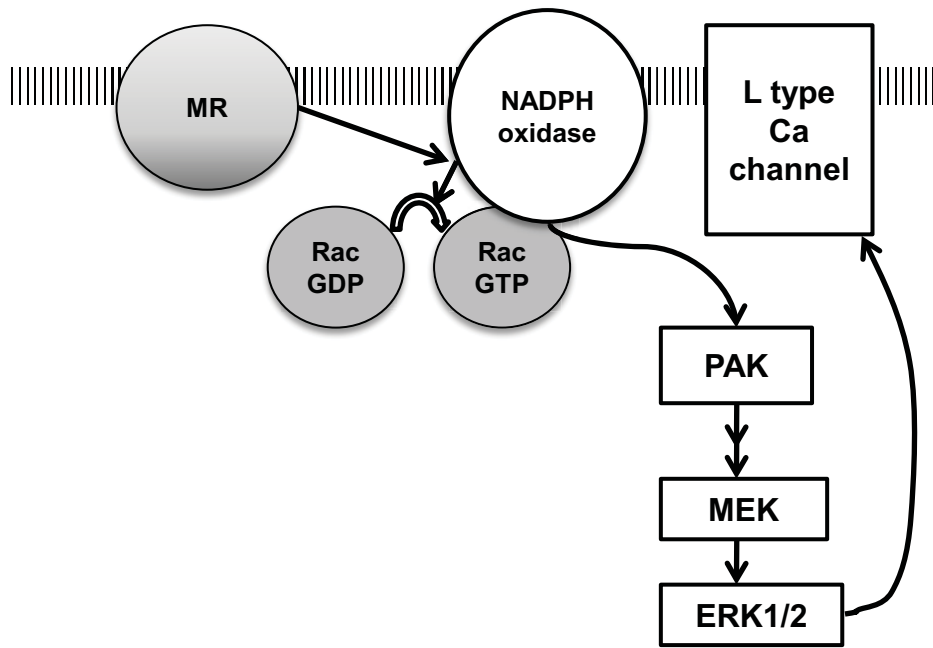 MR
NADPH
oxidase
L type
Ca
channel
Rac
GDP
Rac
GTP
PAK
MEK
ERK1/2